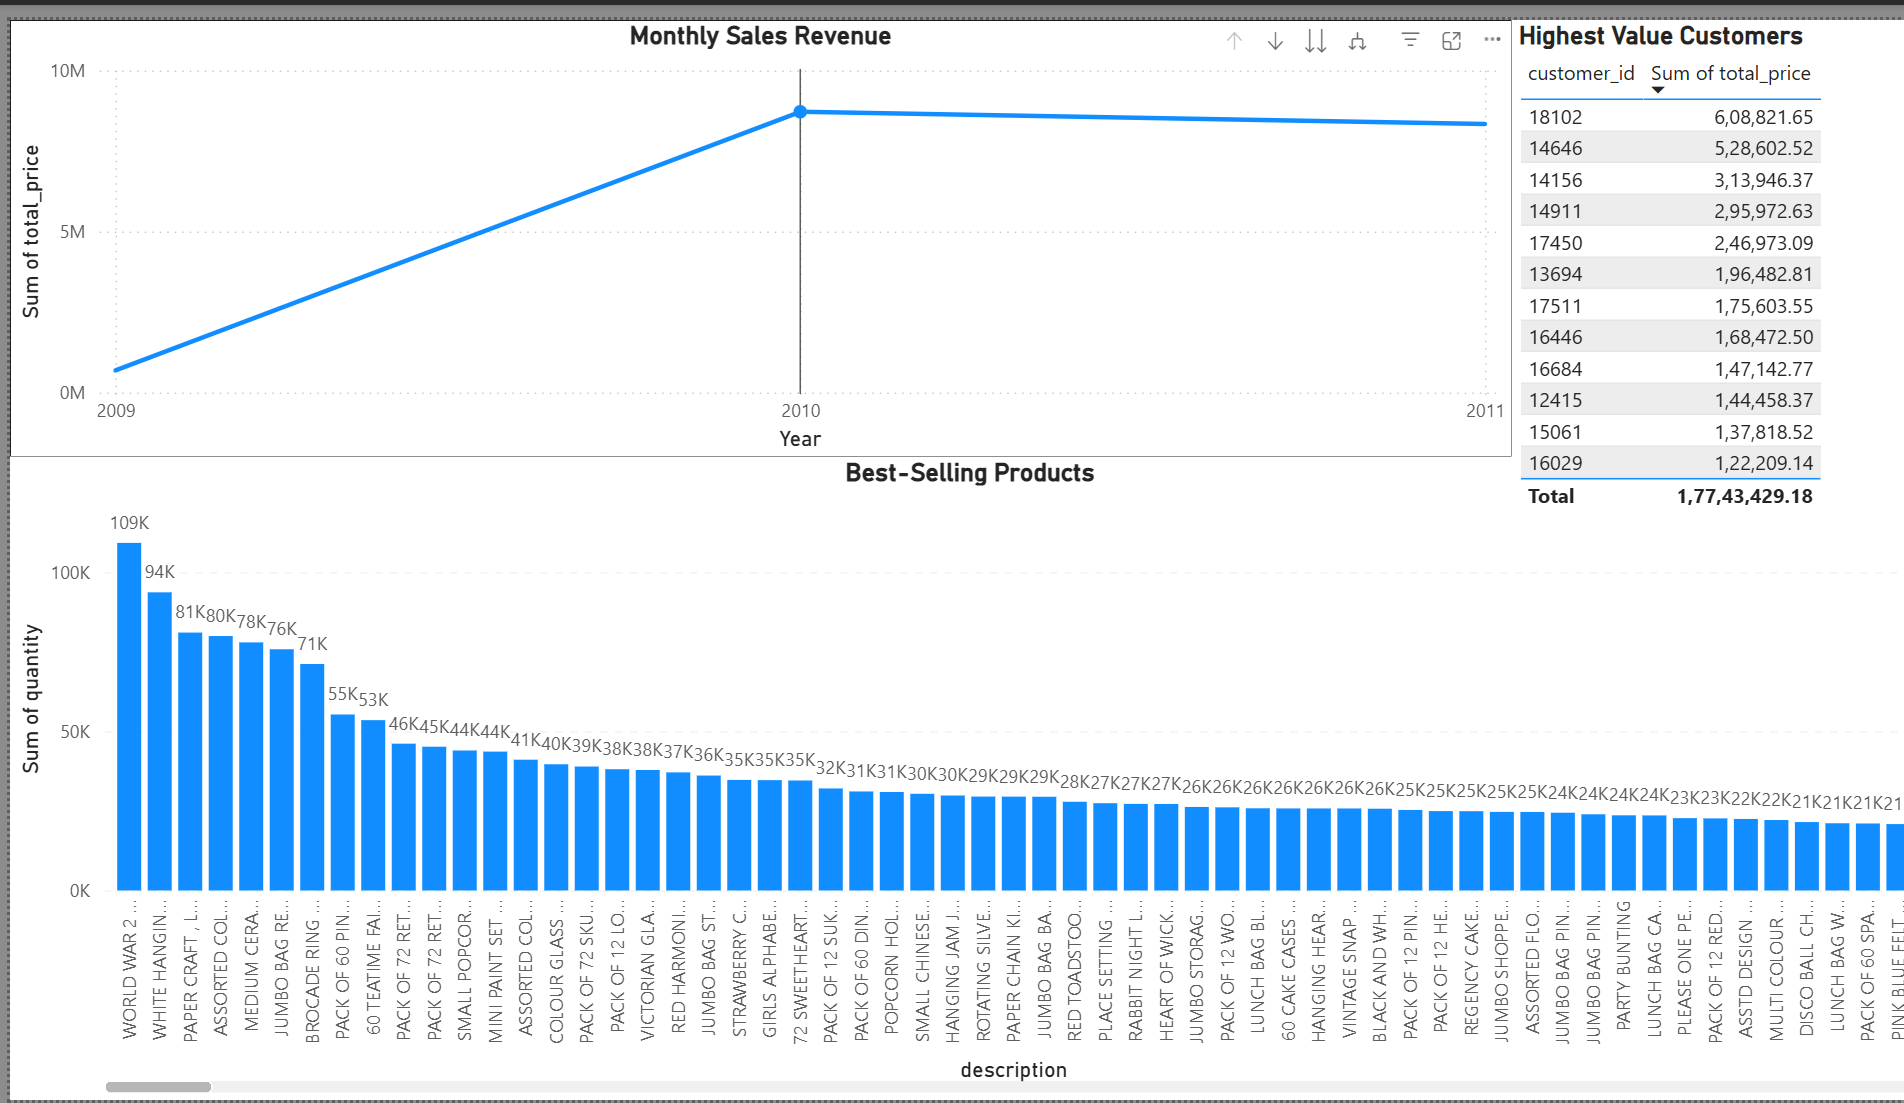 Monthly Sales Revenue
10M
5M
0M
Sum of total_price
2009
2010
2011
Year
Highest Value Customers
customer_id Sum of total_price
18102 6,08,821.65
14646 5,28,602.52
14156 3,13,946.37
14911 2,95,972.63
17450 2,46,973.09
13694 1,96,482.81
17511 1,75,603.55
16446 1,68,472.50
16684 1,47,142.77
12415 1,44,458.37
15061 1,37,818.52
16029 1,22,209.14
Total 1,77,43,429.18
Best-Selling Products
100K
50K
0K
Sum of quantity
109K 94K 81K 80K 78K 76K 71K 55K 53K 46K 45K 44K 44K 41K 40K 39K 38K 38K 37K 36K 35K 35K 35K 32K 31K 31K 30K 30K 29K 29K 29K 28K 27K 27K 27K 26K 26K 26K 26K 26K 26K 26K 25K 25K 25K 25K 25K 24K 24K 24K 24K 23K 23K 22K 22K 21K 21K 21K 21
WORLD WAR 2 ...
WHITE HANGIN...
PAPER CRAFT , L...
ASSORTED COL...
MEDIUM CERA...
JUMBO BAG RE...
BROCADE RING ...
PACK OF 60 PIN...
60 TEATIME FAI...
PACK OF 72 RET...
PACK OF 72 RET...
SMALL POPCOR...
MINI PAINT SET ...
ASSORTED COL...
COLOUR GLASS ...
PACK OF 72 SKU...
PACK OF 12 LO...
VICTORIAN GLA...
RED HARMONI...
JUMBO BAG ST...
STRAWBERRY C...
GIRLS ALPHABE...
72 SWEETHEART...
PACK OF 12 SUK...
PACK OF 60 DIN...
POPCORN HOL...
SMALL CHINESE...
HANGING JAM J...
ROTATING SILVE...
PAPER CHAIN KI...
JUMBO BAG BA...
RED TOADSTOO...
PLACE SETTING ...
RABBIT NIGHT L...
HEART OF WICK...
JUMBO STORAG...
PACK OF 12 WO...
LUNCH BAG BL...
60 CAKE CASES ...
HANGING HEAR...
VINTAGE SNAP ...
BLACK AND WH...
PACK OF 12 PIN...
PACK OF 12 HE...
REGENCY CAKE...
JUMBO SHOPPE...
ASSORTED FLO...
JUMBO BAG PIN...
JUMBO BAG PIN...
PARTY BUNTING
LUNCH BAG CA...
PLEASE ONE PE...
PACK OF 12 RED...
ASSTD DESIGN ...
MULTI COLOUR ...
DISCO BALL CH...
LUNCH BAG W...
PACK OF 60 SPA...
PINK BLUE FELT ...
description